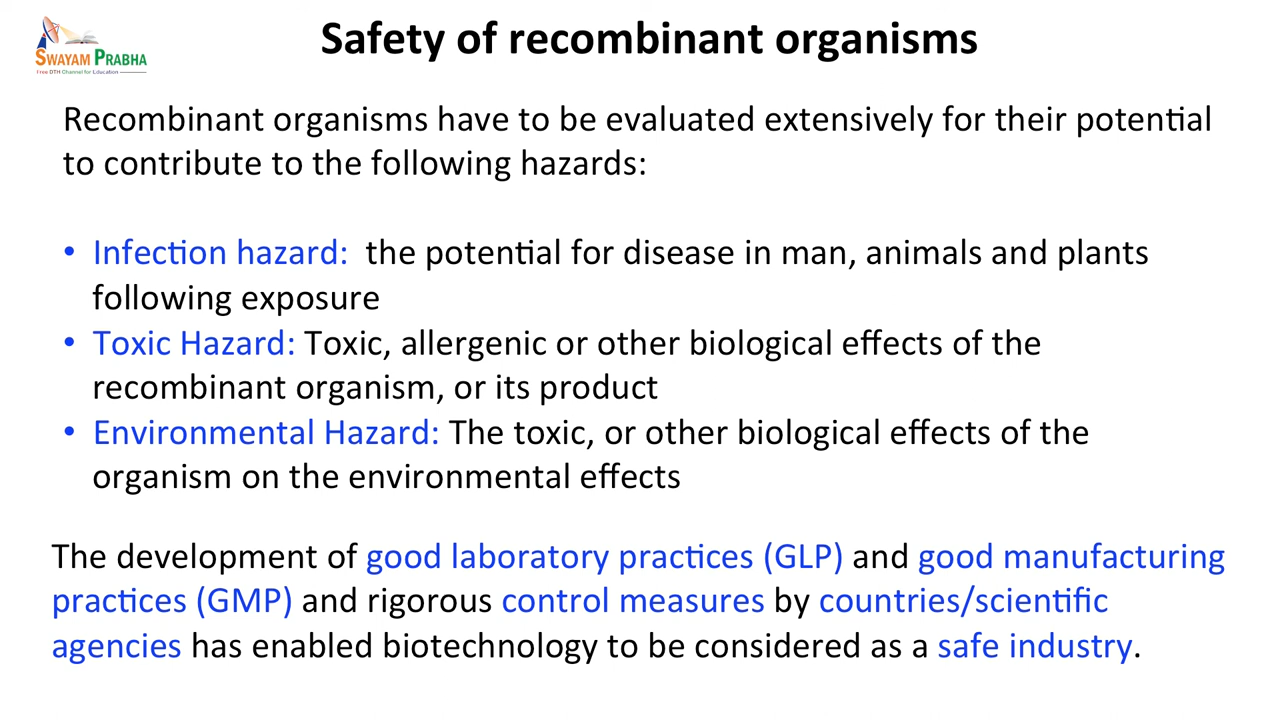 SWAYAM PRABHA
Free DTH Channel for Education
Safety of recombinant organisms
Recombinant organisms have to be evaluated extensively for their potential
to contribute to the following hazards:
• Infection hazard: the potential for disease in man, animals and plants
following exposure
• Toxic Hazard: Toxic, allergenic or other biological effects of the
recombinant organism, or its product
• Environmental Hazard: The toxic, or other biological effects of the
organism on the environmental effects
The development of good laboratory practices (GLP) and good manufacturing
practices (GMP) and rigorous control measures by countries/scientific
agencies has enabled biotechnology to be considered as a safe industry.